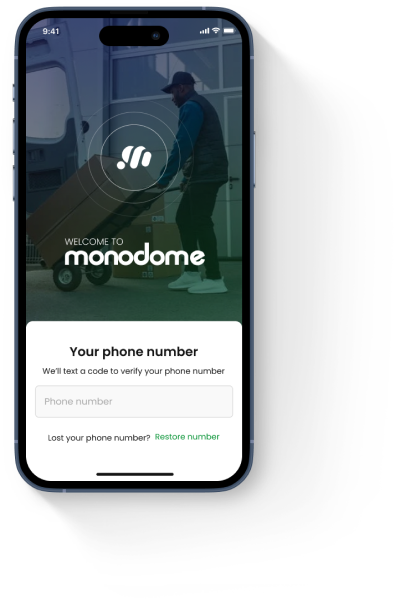 9:41
WELCOME TO
monodome
Your phone number
We'll text a code to verify your phone number
Phone number
Lost your phone number? Restore number